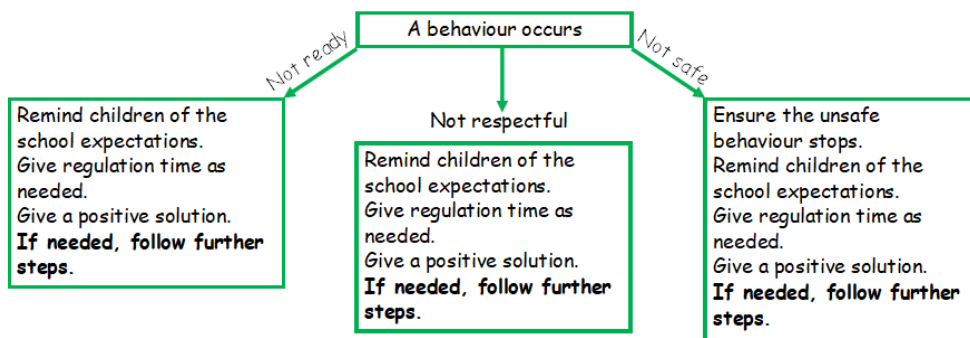 A behaviour occurs
Not ready
Not safe
Remind children of the
school expectations.
Give regulation time as
needed.
Give a positive solution.
If needed, follow further
steps.
Not respectful
Remind children of the
school expectations.
Give regulation time as
needed.
Give a positive solution.
If needed, follow further
steps.
Ensure the unsafe
behaviour stops.
Remind children of the
school expectations.
Give regulation time as
needed.
Give a positive solution.
If needed, follow further
steps.